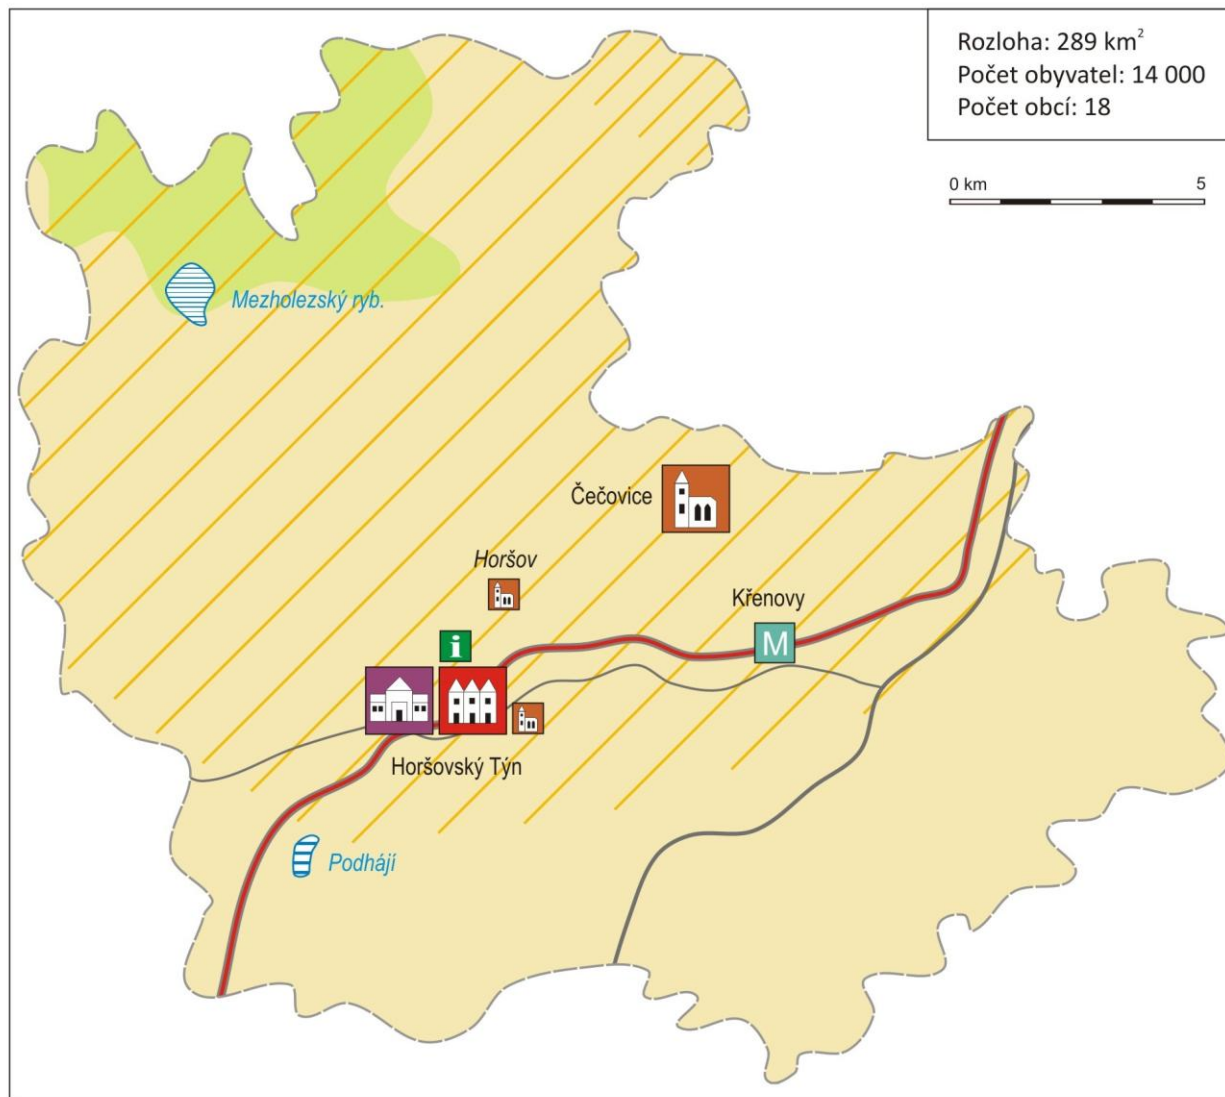 Rozloha: 289 km²
Počet obyvatel: 14 000
Počet obcí: 18
0 km 5
Mezholezský ryb.
Čečovice
Horšov
Křenovy
M
i
Horšovský Týn
Podhájí